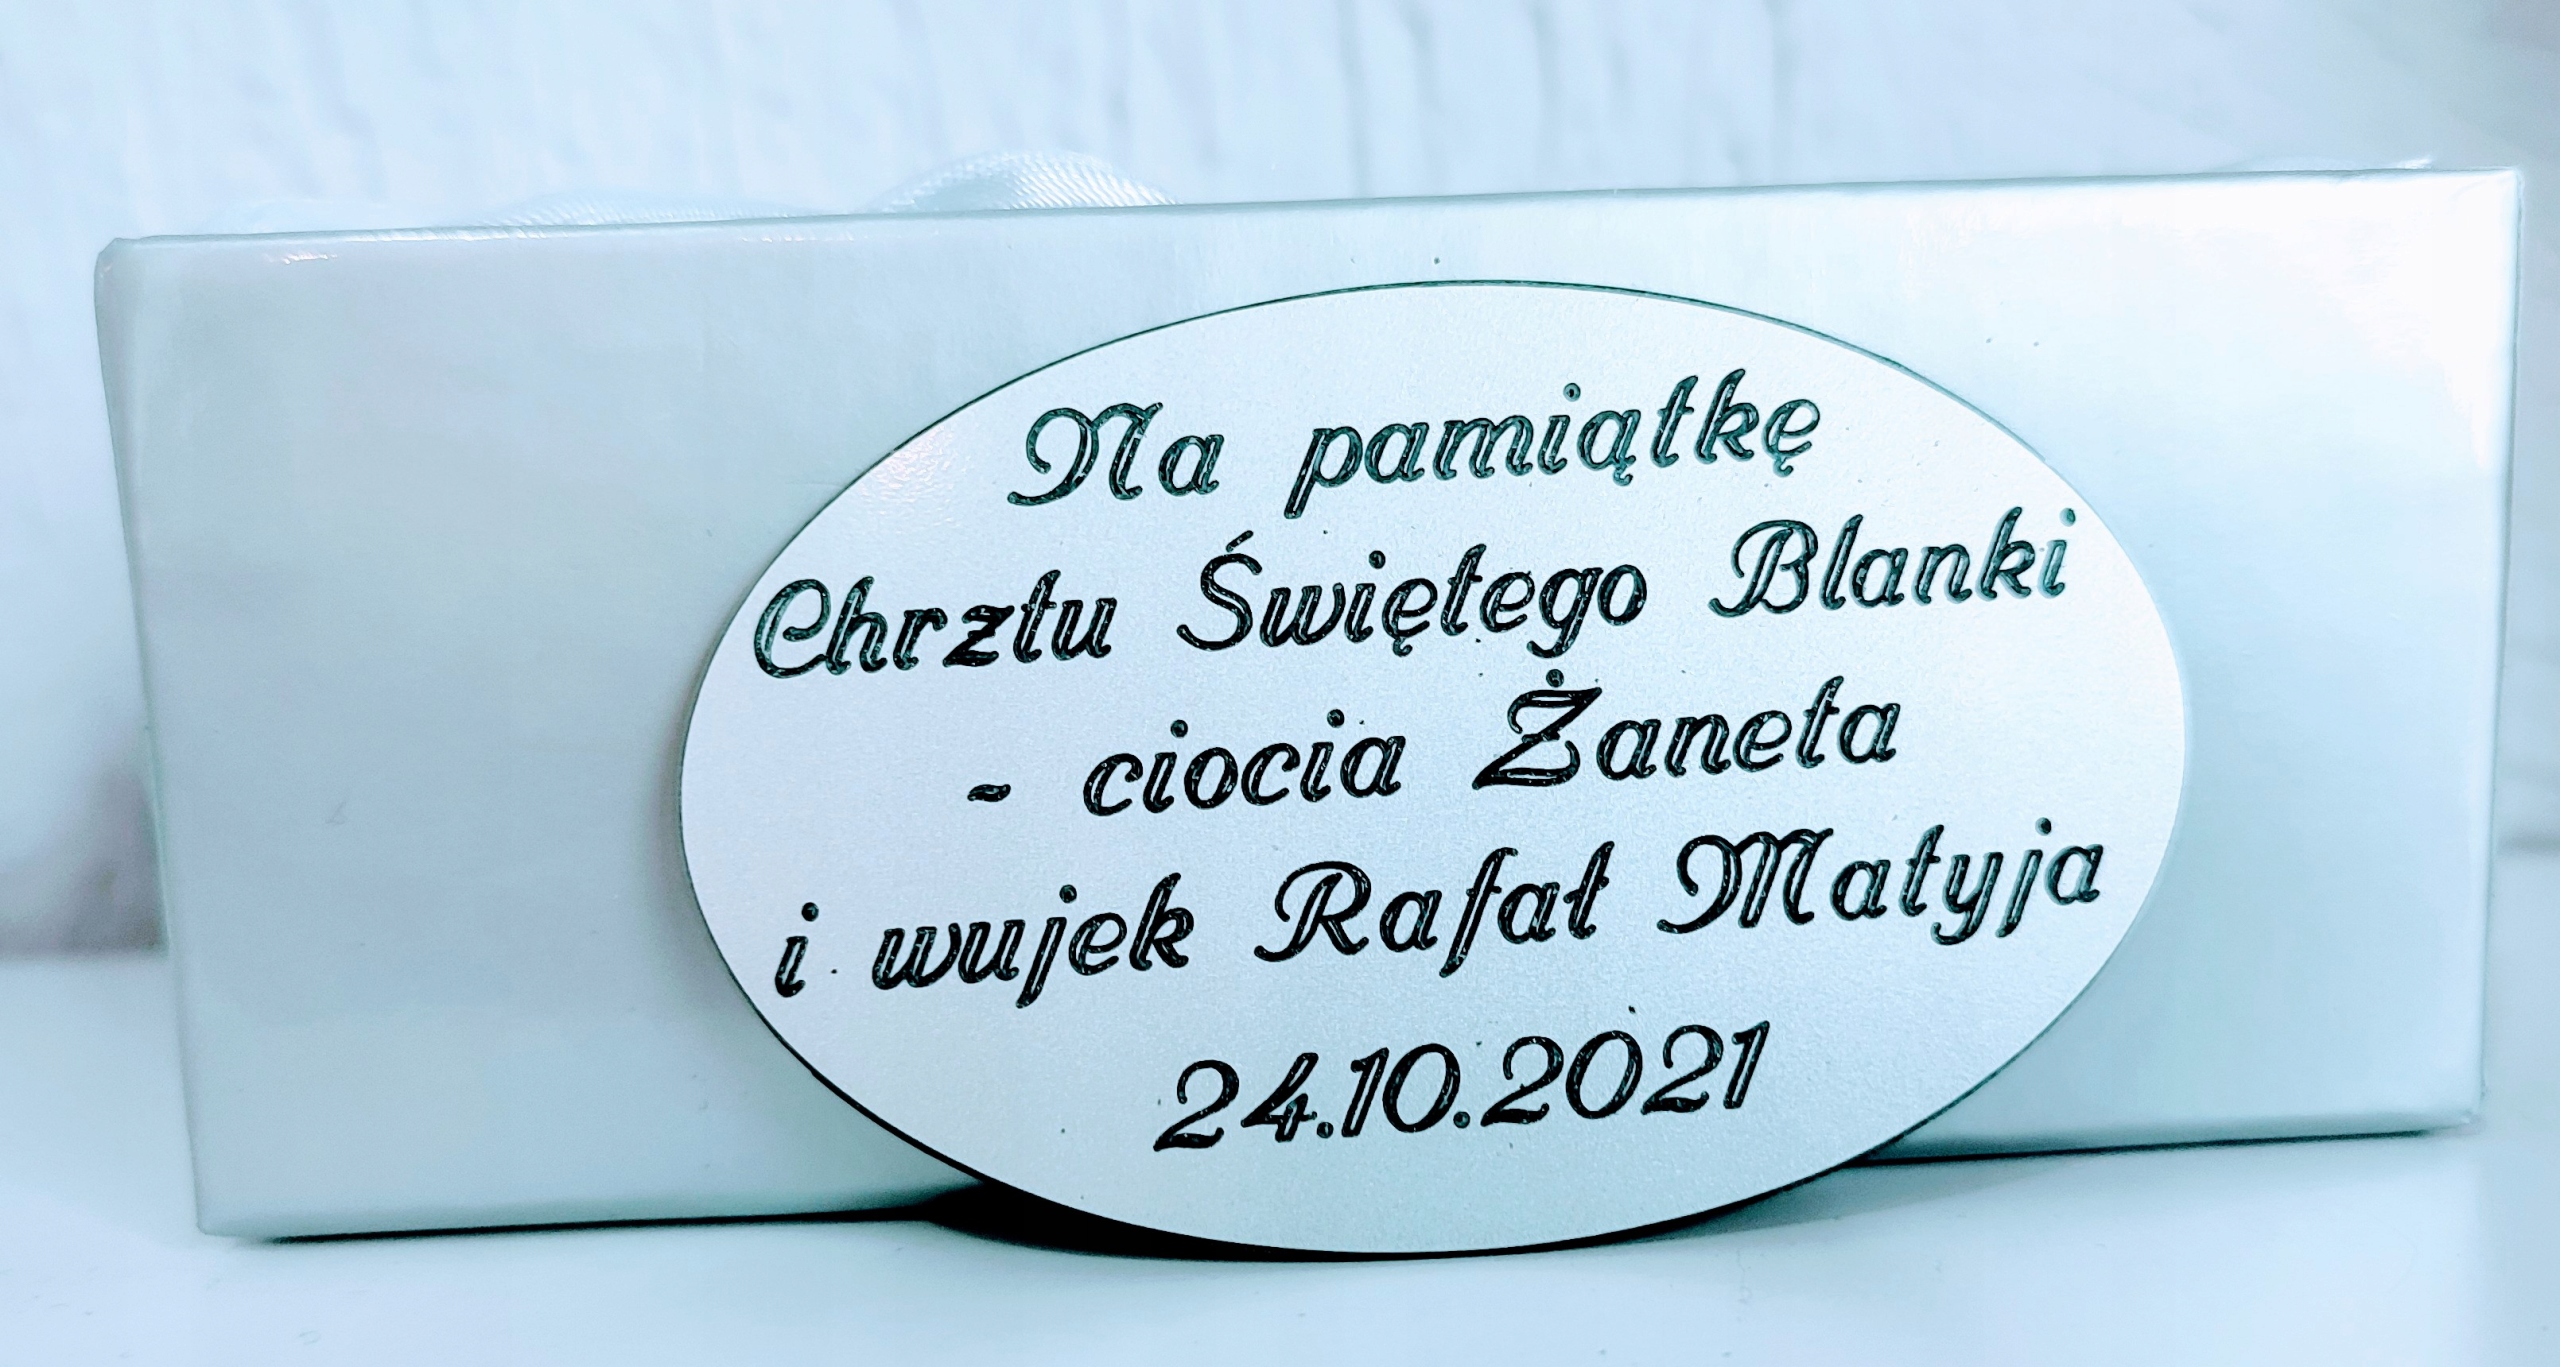 Na pamiątkę
Chrztu Świętego Blanki
- ciocia Żaneta
i wujek Rafał Matyja
24.10.2021